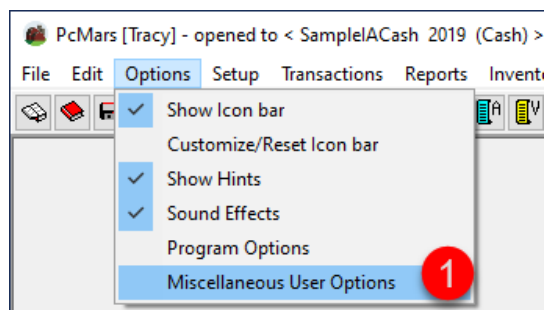 PcMars [Tracy] - opened to < SampleIACash 2019 (Cash) >
File Edit Options Setup Transactions Reports Invent
A V
Show Icon bar
Customize/Reset Icon bar
Show Hints
Sound Effects
Program Options
Miscellaneous User Options 1